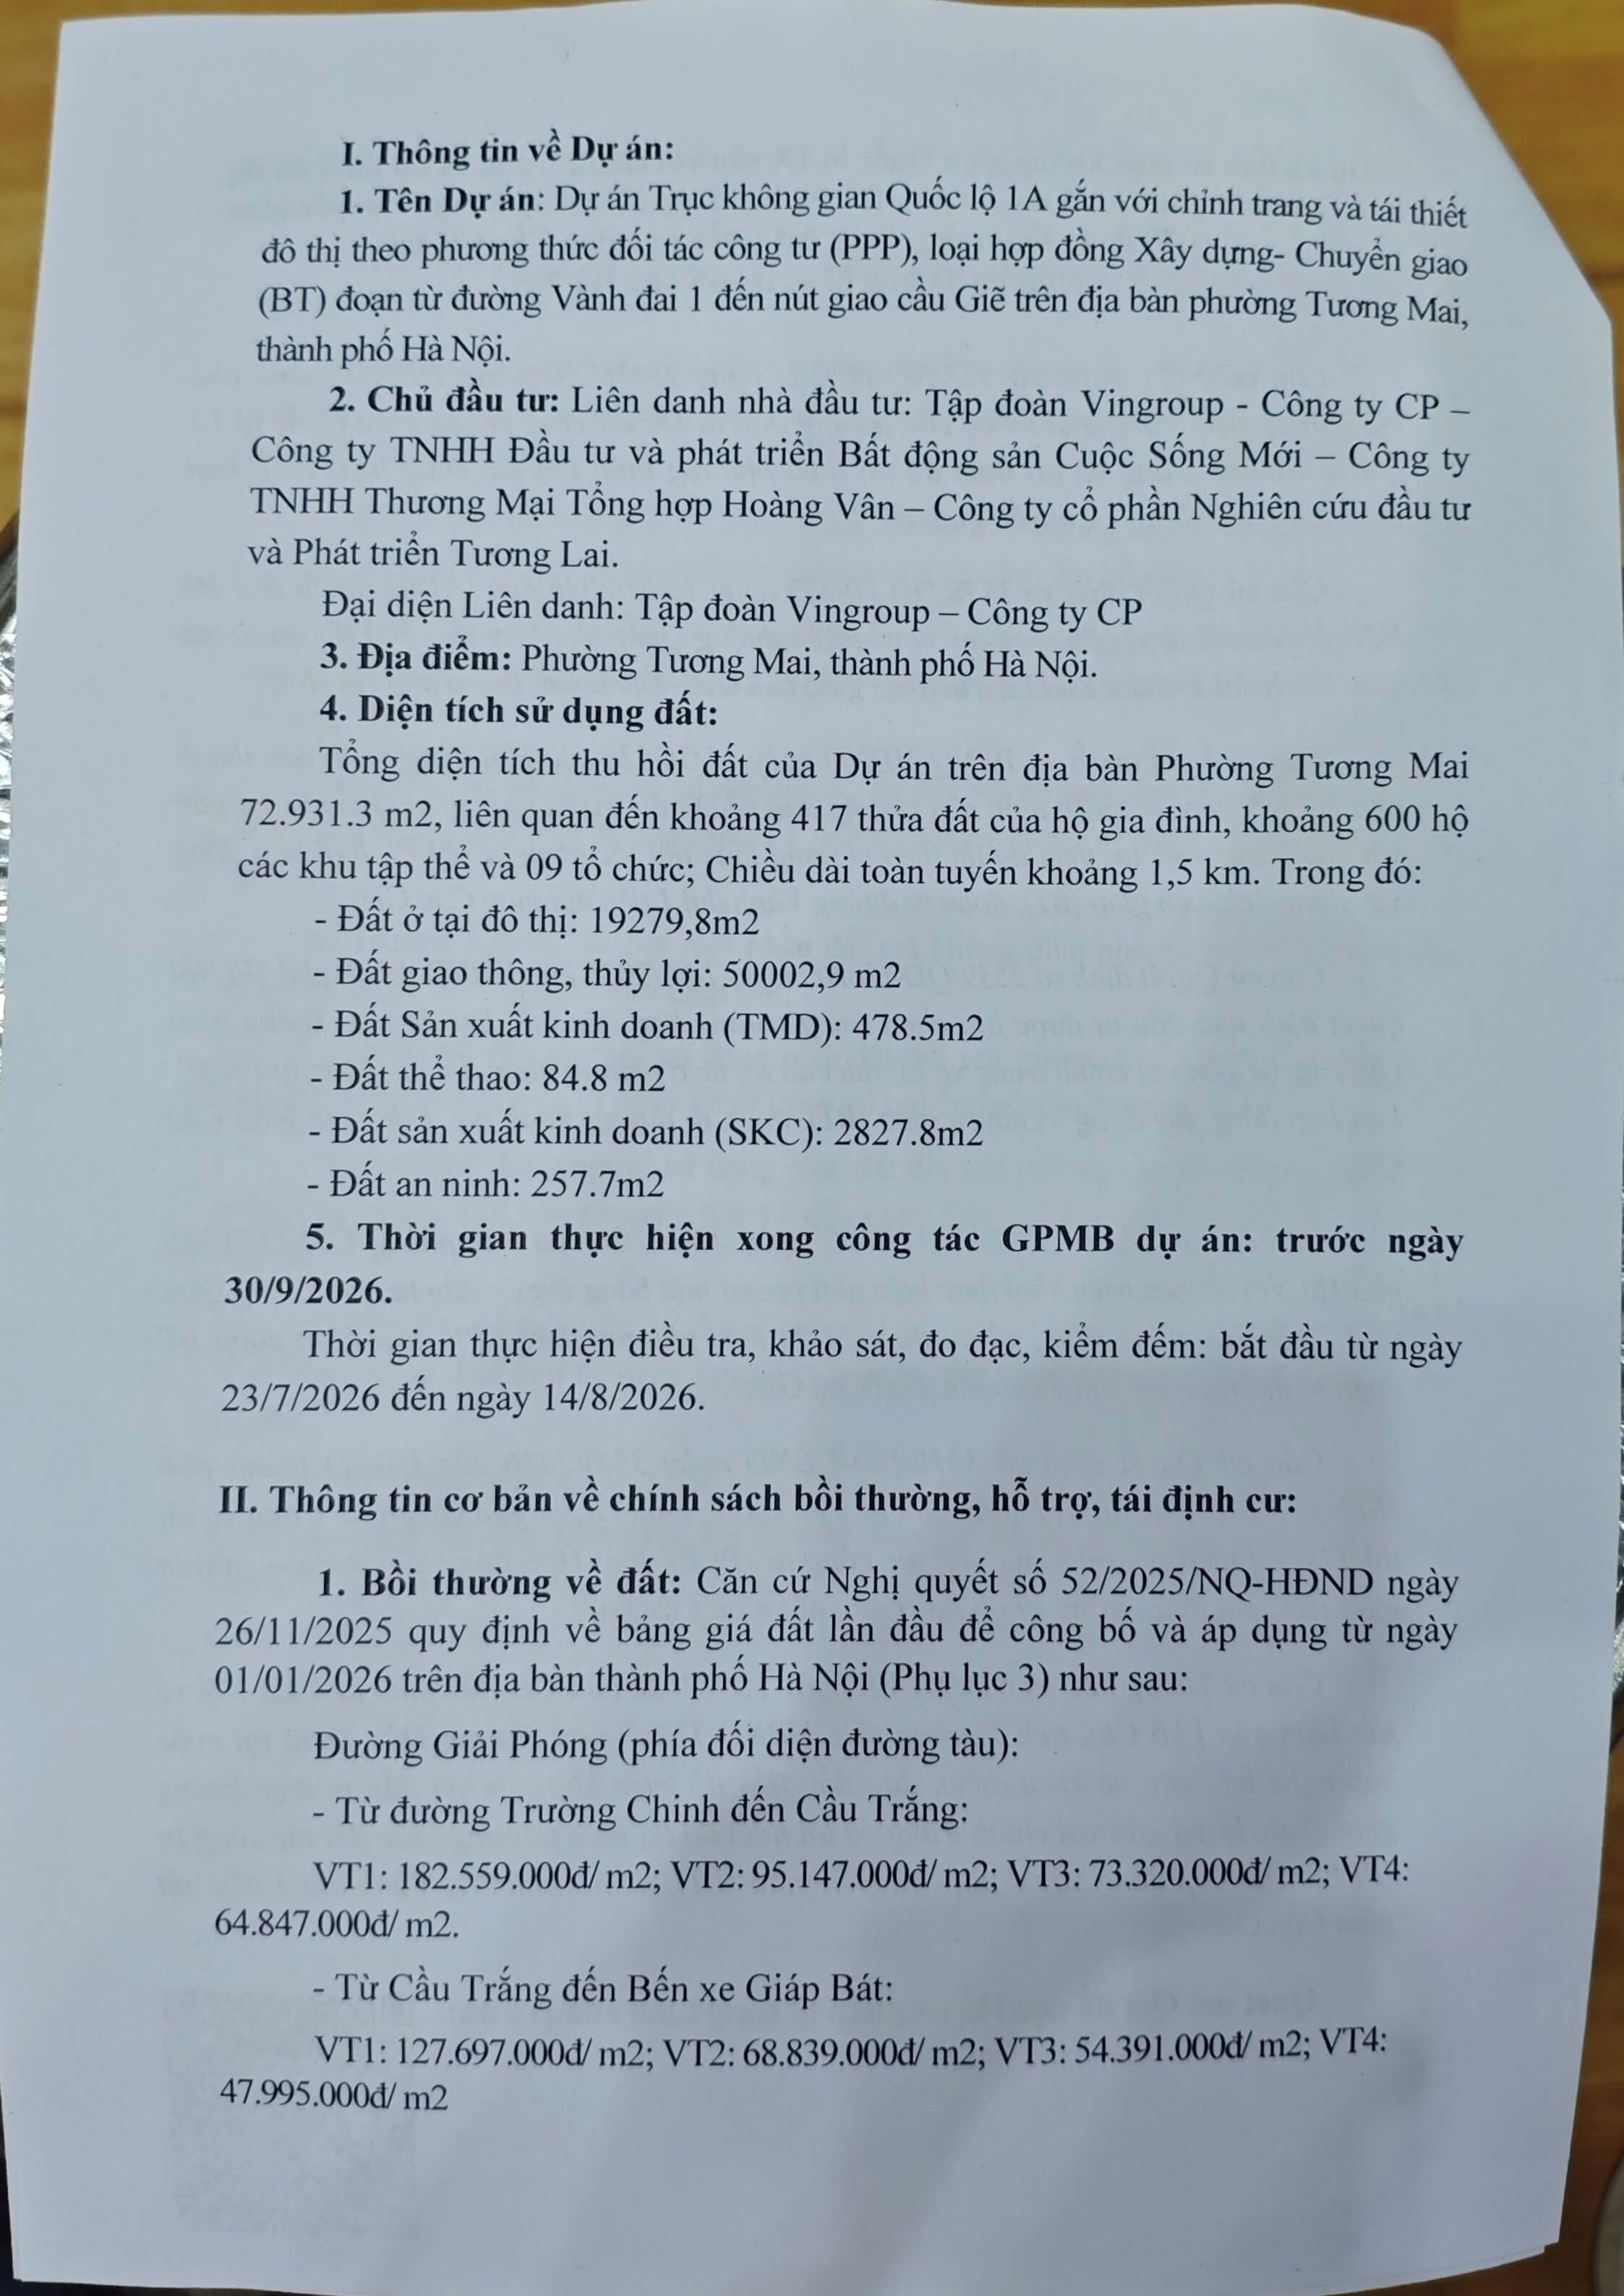 I. Thông tin về Dự án:
1. Tên Dự án: Dự án Trục không gian Quốc lộ 1A gắn với chỉnh trang và tái thiết
đô thị theo phương thức đối tác công tư (PPP), loại hợp đồng Xây dựng- Chuyển giao
(BT) đoạn từ đường Vành đai 1 đến nút giao cầu Giẽ trên địa bàn phường Tương Mai,
thành phố Hà Nội.
2. Chủ đầu tư: Liên danh nhà đầu tư: Tập đoàn Vingroup - Công ty CP –
Công ty TNHH Đầu tư và phát triển Bất động sản Cuộc Sống Mới – Công ty
TNHH Thương Mại Tổng hợp Hoàng Vân – Công ty cổ phần Nghiên cứu đầu tư
và Phát triển Tương Lai.
Đại diện Liên danh: Tập đoàn Vingroup – Công ty CP
3. Địa điểm: Phường Tương Mai, thành phố Hà Nội.
4. Diện tích sử dụng đất:
Tổng diện tích thu hồi đất của Dự án trên địa bàn Phường Tương Mai
72.931.3 m2, liên quan đến khoảng 417 thửa đất của hộ gia đình, khoảng 600 hộ
các khu tập thể và 09 tổ chức; Chiều dài toàn tuyến khoảng 1,5 km. Trong đó:
- Đất ở tại đô thị: 19279,8m2
- Đất giao thông, thủy lợi: 50002,9 m2
- Đất Sản xuất kinh doanh (TMD): 478.5m2
- Đất thể thao: 84.8 m2
- Đất sản xuất kinh doanh (SKC): 2827.8m2
- Đất an ninh: 257.7m2
5. Thời gian thực hiện xong công tác GPMB dự án: trước ngày
30/9/2026.
Thời gian thực hiện điều tra, khảo sát, đo đạc, kiểm đếm: bắt đầu từ ngày
23/7/2026 đến ngày 14/8/2026.
II. Thông tin cơ bản về chính sách bồi thường, hỗ trợ, tái định cư:
1. Bồi thường về đất: Căn cứ Nghị quyết số 52/2025/NQ-HĐND ngày
26/11/2025 quy định về bảng giá đất lần đầu để công bố và áp dụng từ ngày
01/01/2026 trên địa bàn thành phố Hà Nội (Phụ lục 3) như sau:
Đường Giải Phóng (phía đối diện đường tàu):
- Từ đường Trường Chinh đến Cầu Trắng:
VT1: 182.559.000đ/ m2; VT2: 95.147.000đ/ m2; VT3: 73.320.000đ/ m2; VT4:
64.847.000đ/ m2.
- Từ Cầu Trắng đến Bến xe Giáp Bát:
VT1: 127.697.000đ/ m2; VT2: 68.839.000đ/ m2; VT3: 54.391.000đ/ m2; VT4:
47.995.000đ/ m2